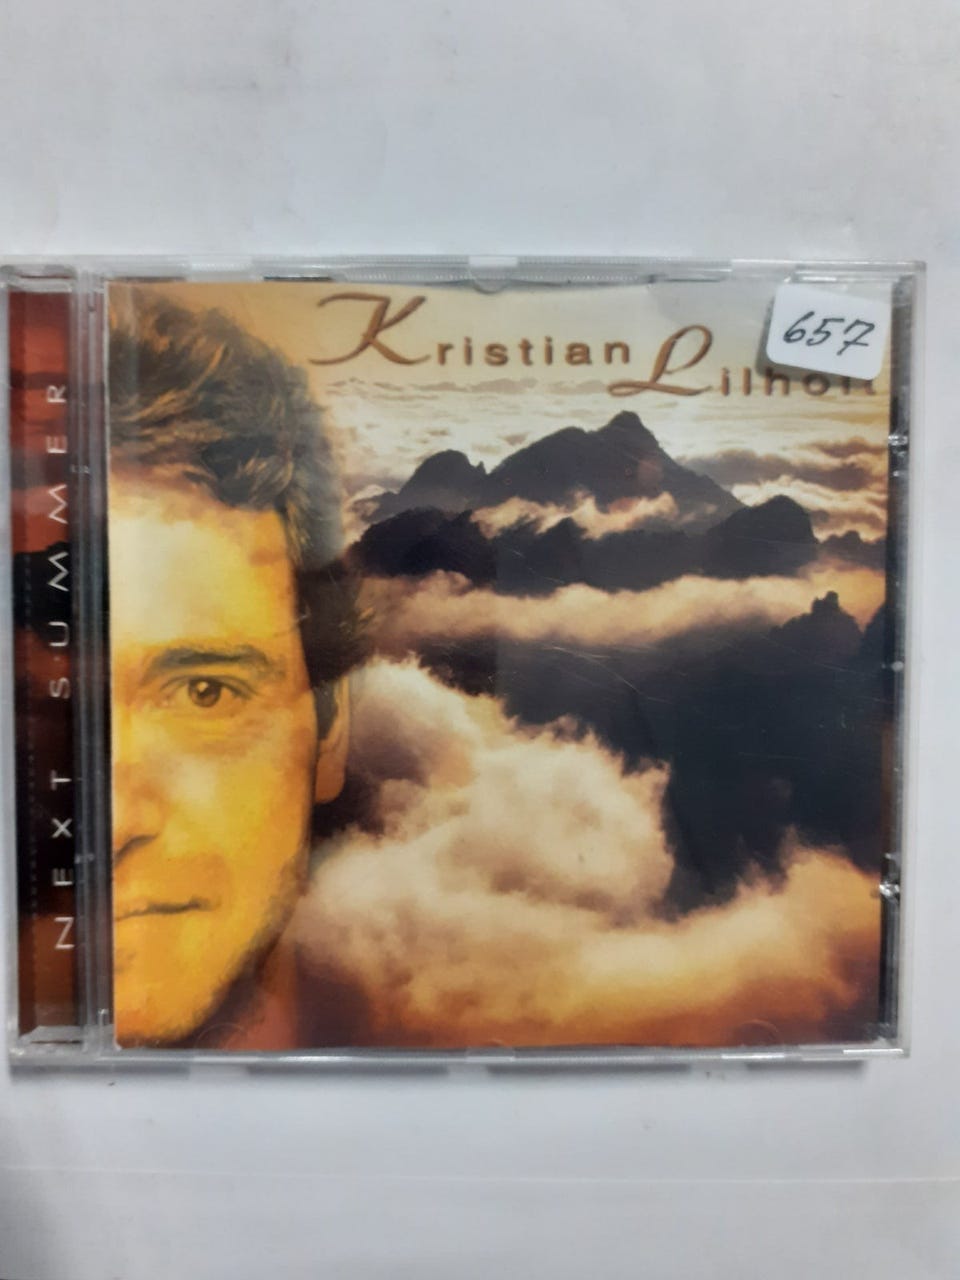 Kristian
Lilholt
657
NEXT SUMMER